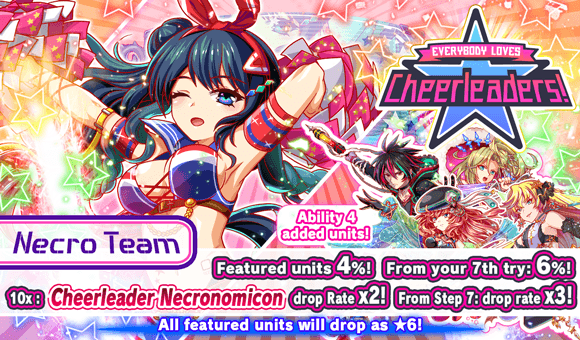 EVERYBODY LOVES
Cheerleaders!
Ability 4
added units!
Necro Team
Featured units 4%!
From your 7th try: 6%!
10x: Cheerleader Necronomicon drop Rate x2!
From Step 7: drop rate x3!
All featured units will drop as ★6!